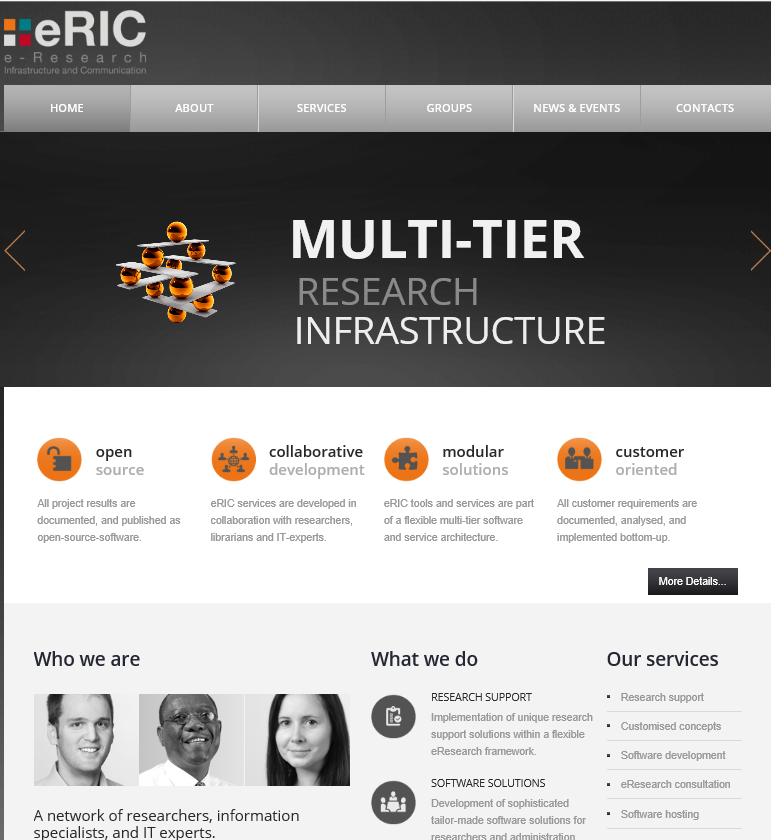 eRIC
e-Research
Infrastructure and Communication
HOME
ABOUT
SERVICES
GROUPS
NEWS & EVENTS
CONTACTS
MULTI-TIER
RESEARCH
INFRASTRUCTURE
open
source
All project results are
documented, and published as
open-source-software.
collaborative
development
eRIC services are developed in
collaboration with researchers,
librarians and IT-experts.
modular
solutions
eRIC tools and services are part
of a flexible multi-tier software
and service architecture.
customer
oriented
All customer requirements are
documented, analysed, and
implemented bottom-up.
More Details...
Who we are
A network of researchers, information
specialists, and IT experts.
What we do
RESEARCH SUPPORT
Implementation of unique research
support solutions within a flexible
eResearch framework.
SOFTWARE SOLUTIONS
Development of sophisticated
tailor-made software solutions for
researchers and administration
Our services
Research support
Customised concepts
Software development
eResearch consultation
Software hosting